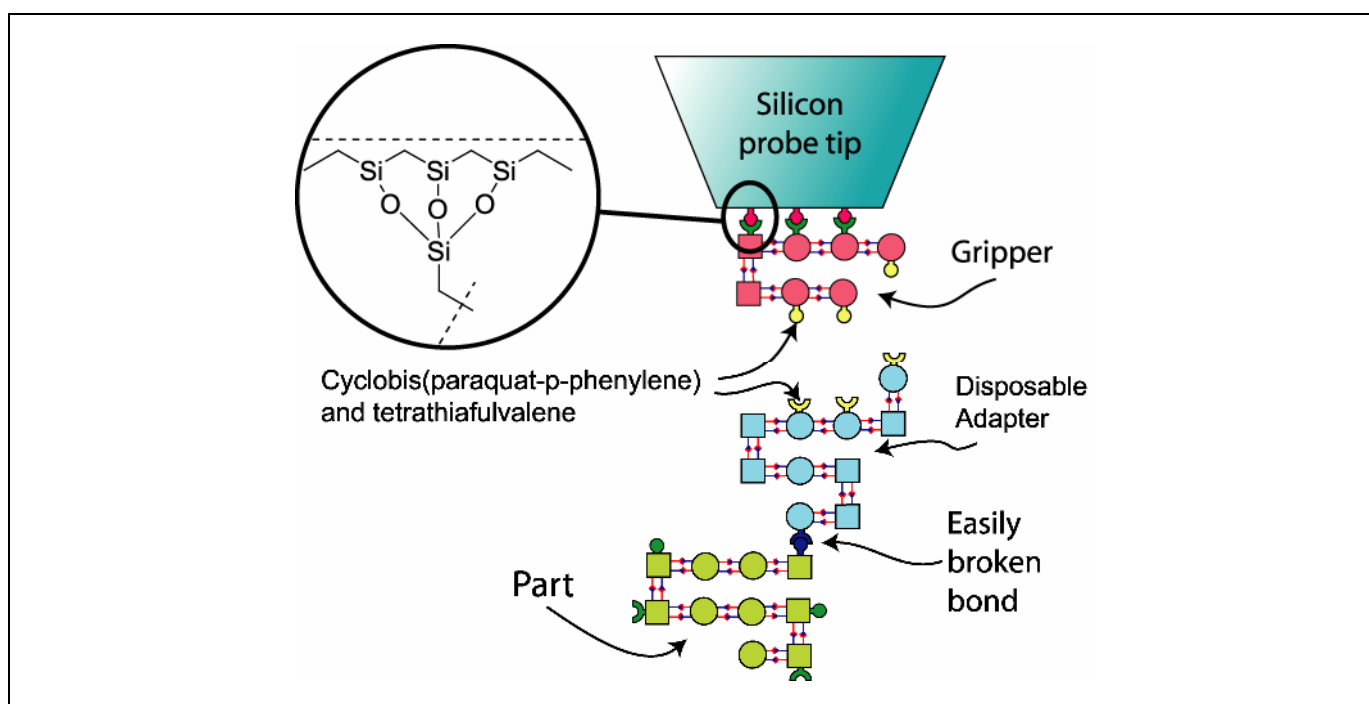 Silicon
probe tip
Si Si Si
O O O
Si
Gripper
Cyclobis(paraquat-p-phenylene)
and tetrathiafulvalene
Disposable
Adapter
Easily
broken
bond
Part